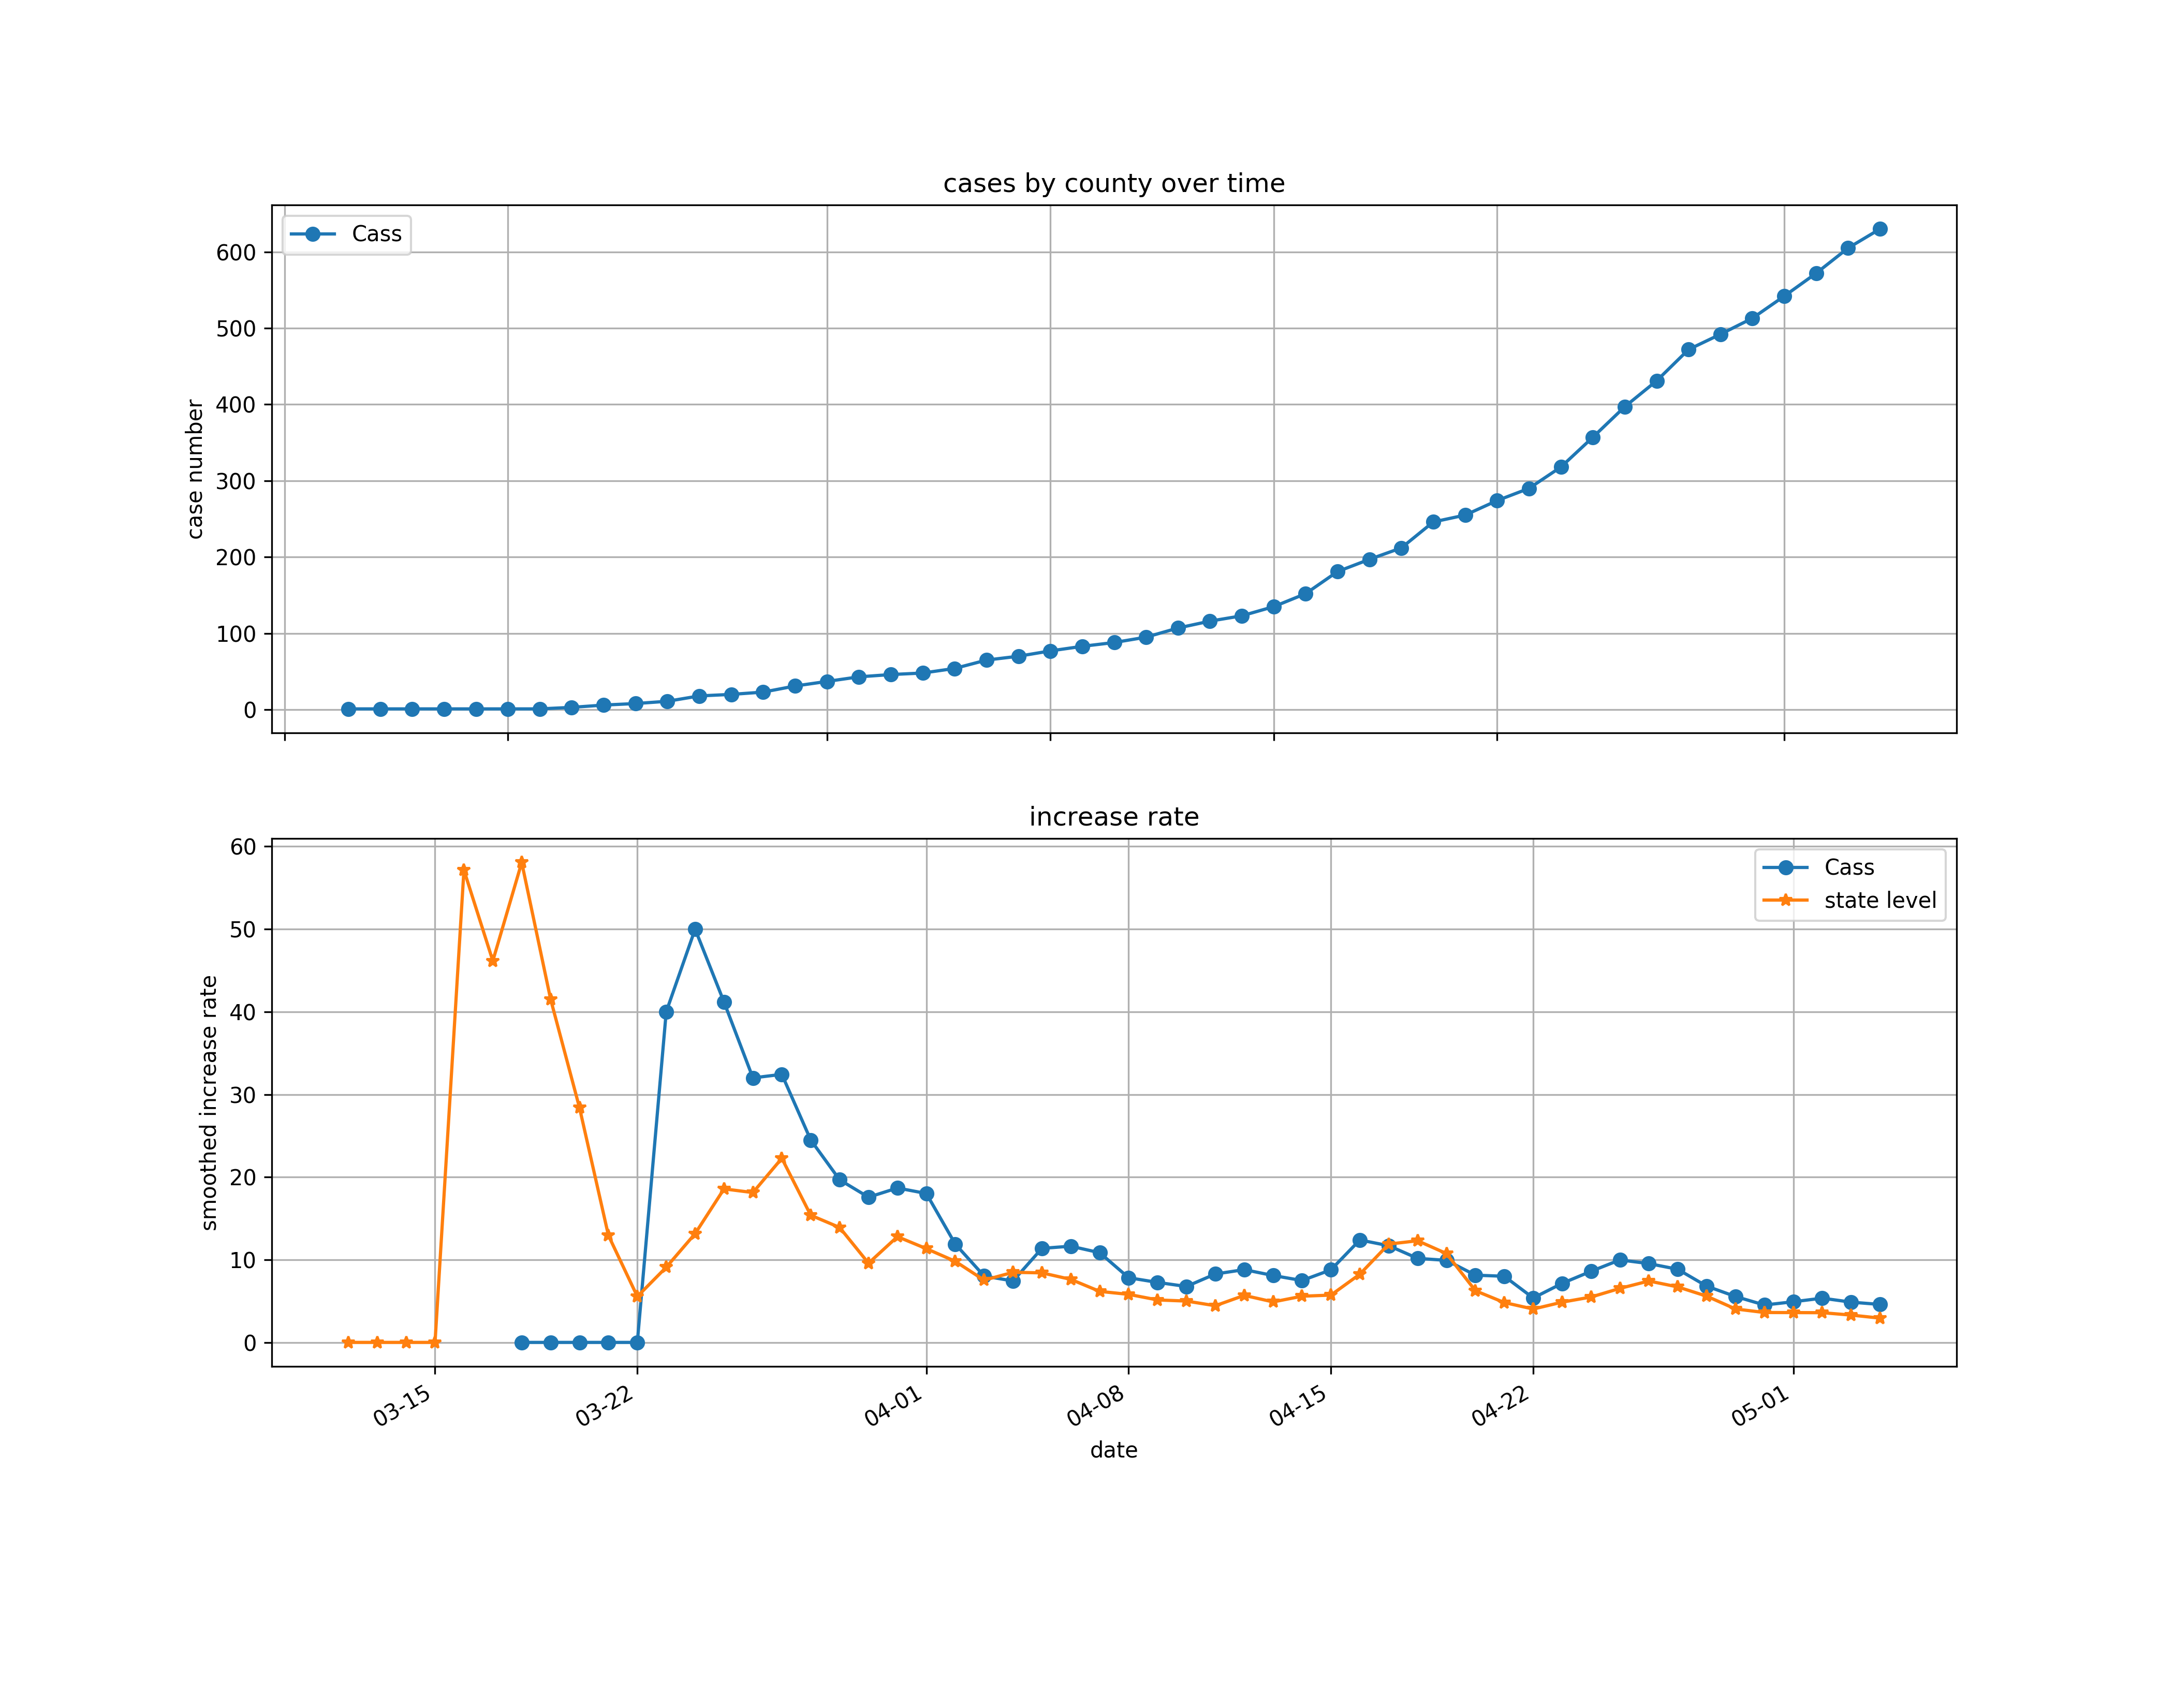 cases by county over time
Cass
600
500
400
300
200
100
0
case number
increase rate
Cass
state level
60
50
40
30
20
10
0
smoothed increase rate
03-15
03-22
04-01
04-08
04-15
04-22
05-01
date